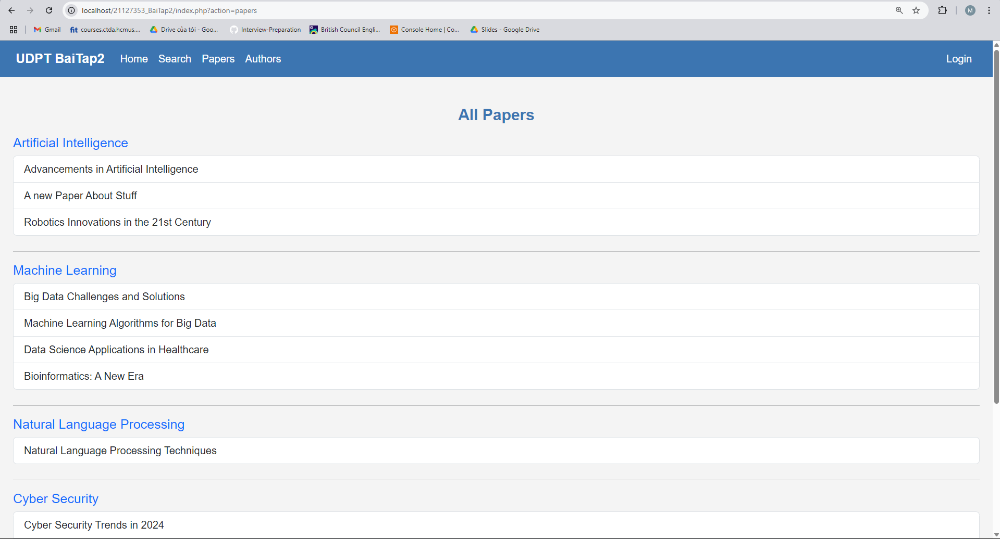 localhost/21127353_BaiTap2/index.php?action=papers
M
Gmail
fit courses.ctda.hcmus....
Drive của tôi - Goo...
Interview-Preparation
British Council Engli...
Console Home | Co...
Slides - Google Drive
UDPT BaiTap2 Home Search Papers Authors Login
All Papers
Artificial Intelligence
Advancements in Artificial Intelligence
A new Paper About Stuff
Robotics Innovations in the 21st Century
Machine Learning
Big Data Challenges and Solutions
Machine Learning Algorithms for Big Data
Data Science Applications in Healthcare
Bioinformatics: A New Era
Natural Language Processing
Natural Language Processing Techniques
Cyber Security
Cyber Security Trends in 2024